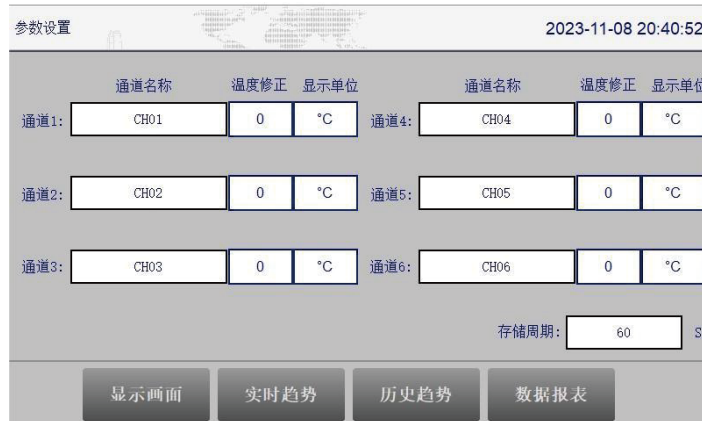 参数设置 2023-11-08 20:40:52
通道名称 温度修正 显示单位 通道名称 温度修正 显示单位
通道1: CH01 0 °C 通道4: CH04 0 °C
通道2: CH02 0 °C 通道5: CH05 0 °C
通道3: CH03 0 °C 通道6: CH06 0 °C
存储周期: 60 S
显示画面 实时趋势 历史趋势 数据报表